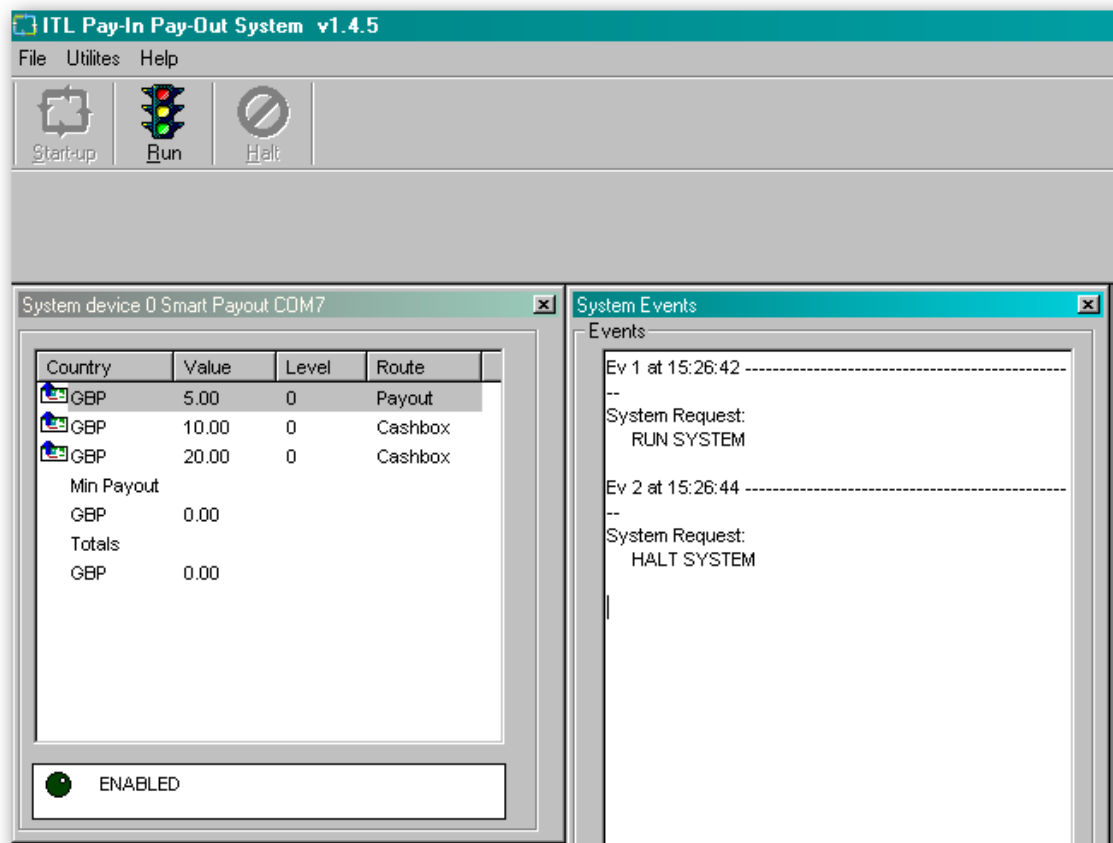 ITL Pay-In Pay-Out System v1.4.5
File Utilites Help
Start-up Run Halt
System device 0 Smart Payout COM7
Country Value Level Route
GBP 5.00 0 Payout
GBP 10.00 0 Cashbox
GBP 20.00 0 Cashbox
Min Payout
GBP 0.00
Totals
GBP 0.00
ENABLED
System Events
Events
Ev 1 at 15:26:42 -----------------------------------------------
--
System Request:
RUN SYSTEM
Ev 2 at 15:26:44 -----------------------------------------------
--
System Request:
HALT SYSTEM